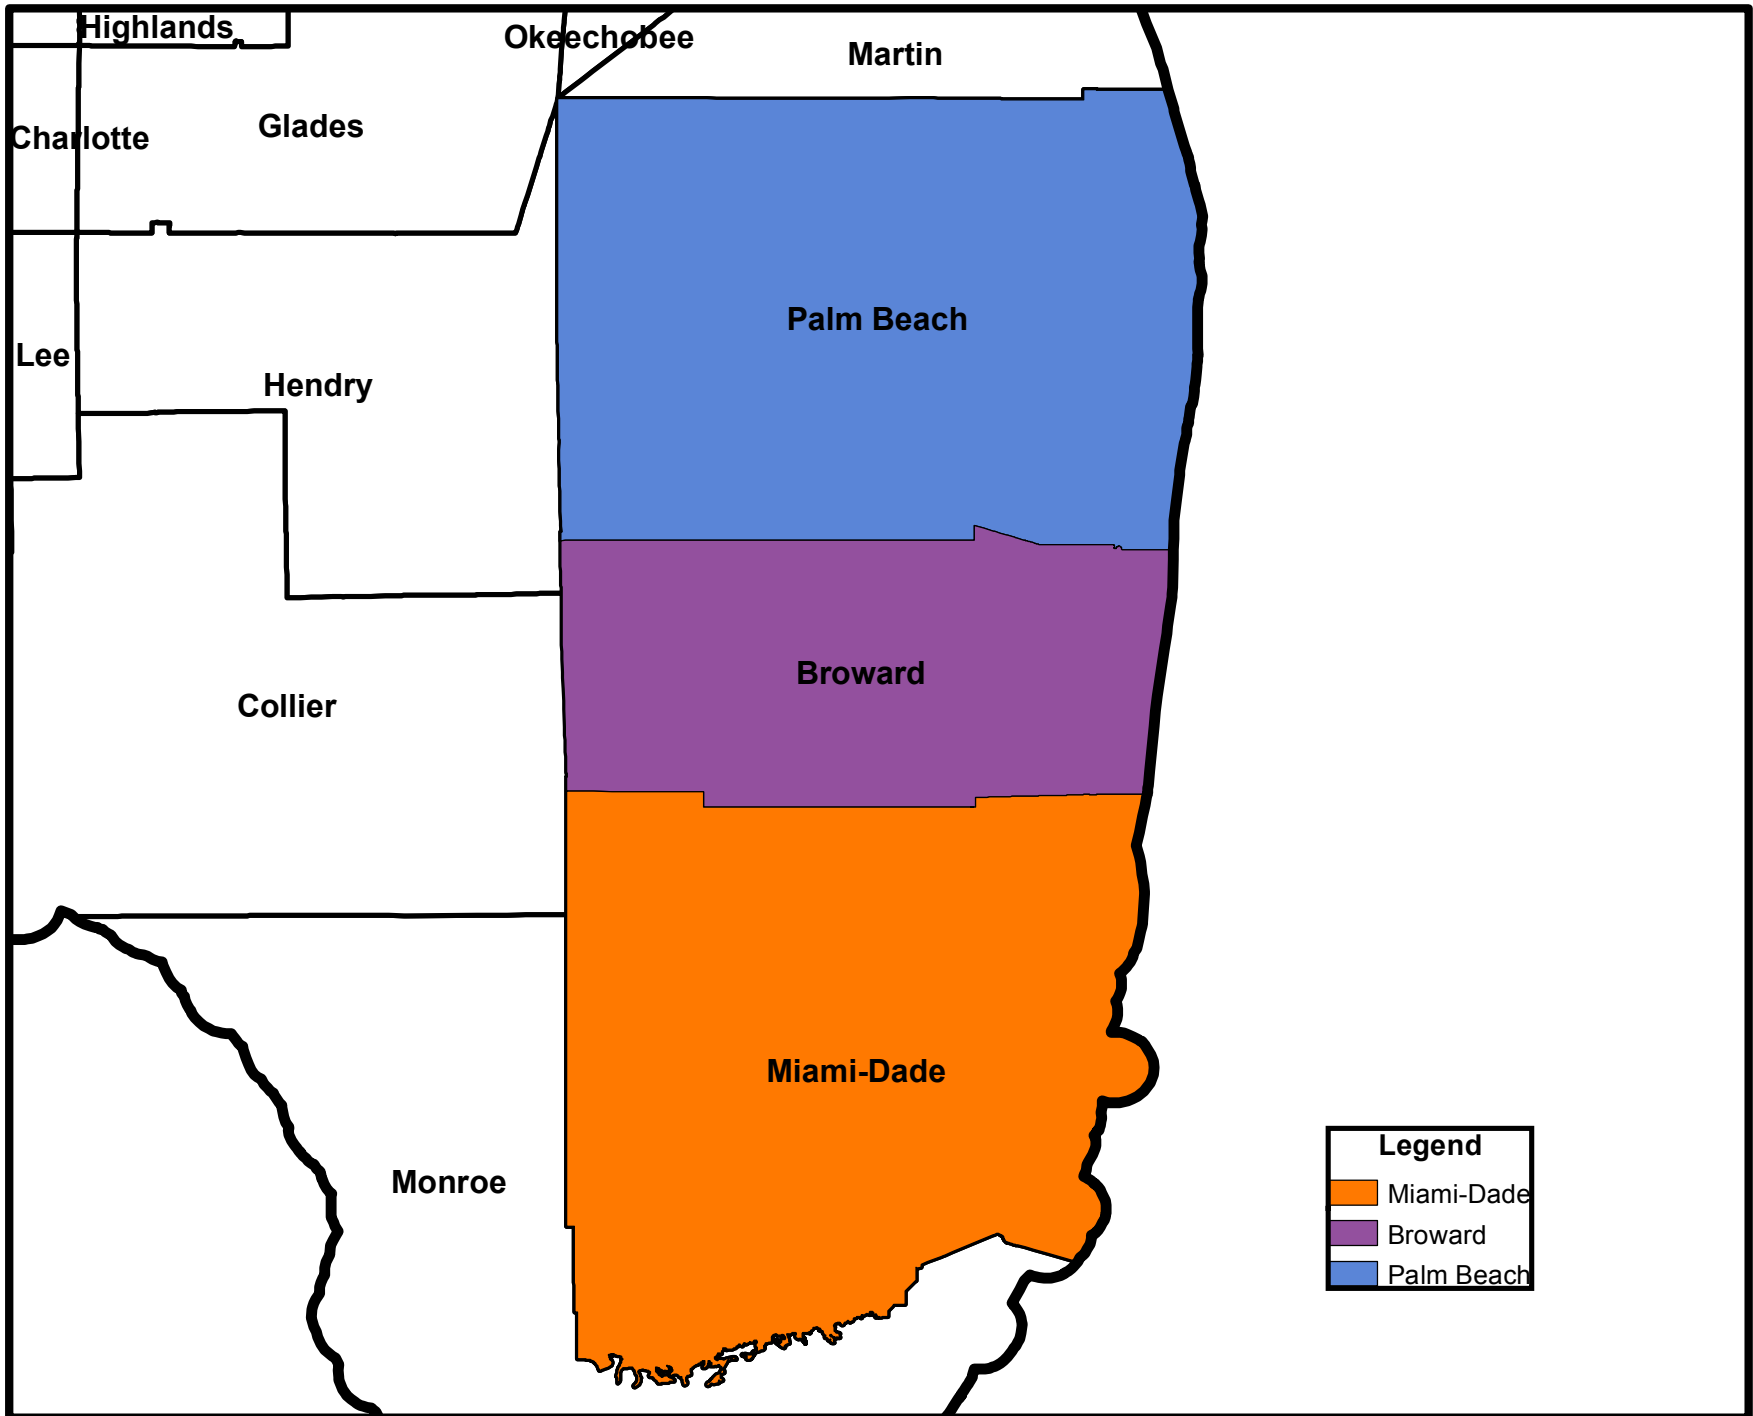 Highlands
Okeechobee
Martin
Charlotte
Glades
Palm Beach
Lee
Hendry
Broward
Collier
Miami-Dade
Monroe
Legend
Miami-Dade
Broward
Palm Beach